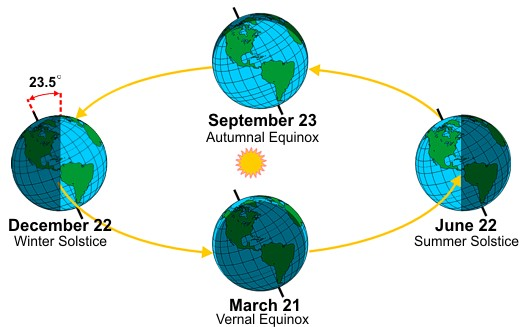 23.5°
September 23
Autumnal Equinox
December 22
Winter Solstice
June 22
Summer Solstice
March 21
Vernal Equinox